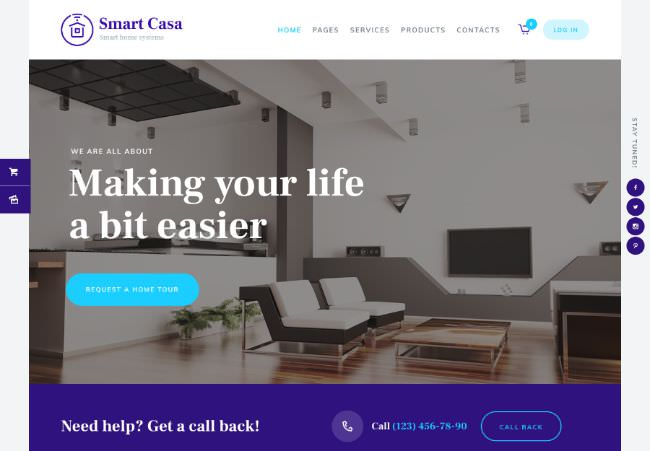 Smart Casa
Smart home systems
HOME PAGES SERVICES PRODUCTS CONTACTS LOG IN
STAY TUNED!
WE ARE ALL ABOUT
Making your life
a bit easier
REQUEST A HOME TOUR
Need help? Get a call back!
Call (123) 456-78-90
CALL BACK